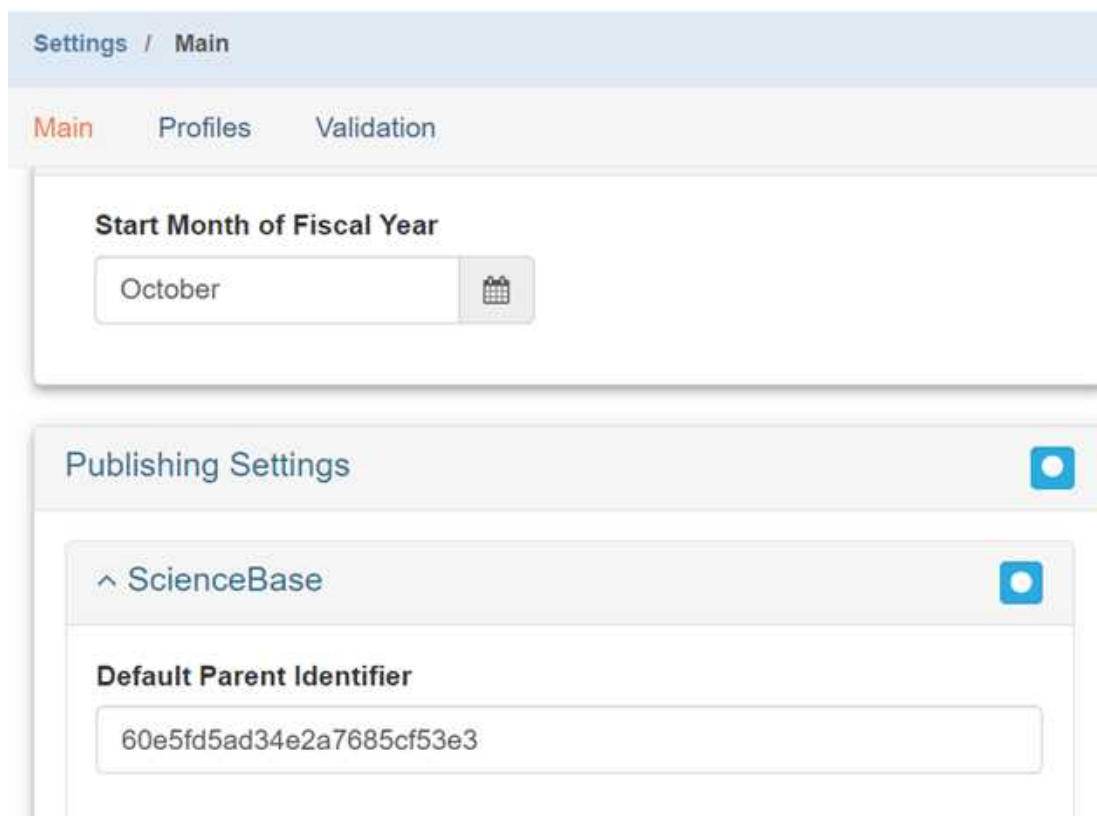 Settings / Main
Main Profiles Validation
Start Month of Fiscal Year
October
Publishing Settings
ScienceBase
Default Parent Identifier
60e5fd5ad34e2a7685cf53e3